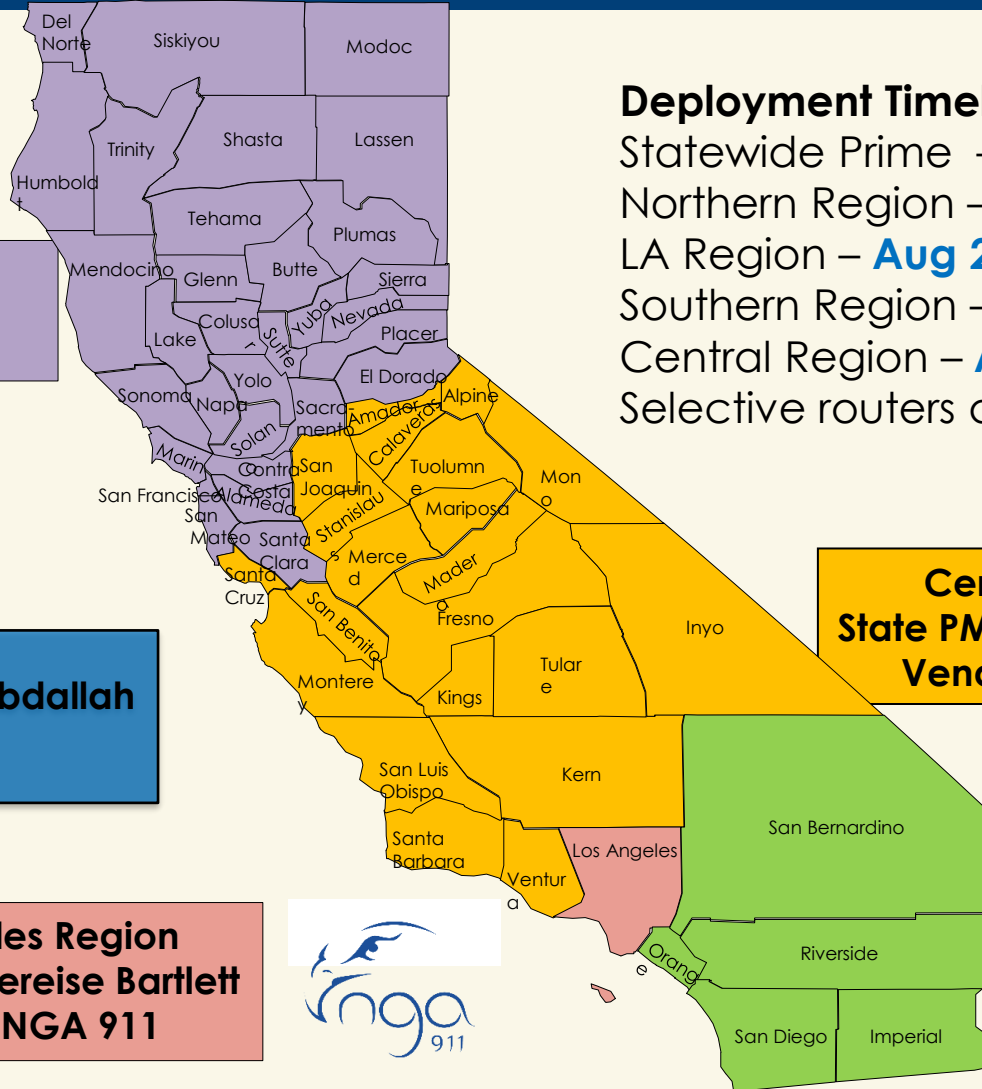 Del
Norte
Siskiyou
Modoc
Deployment Time
Statewide Prime -
Northern Region –
LA Region – Aug 2
Southern Region –
Central Region – A
Selective routers
Trinity
Shasta
Lassen
Humbold
t
Tehama
Plumas
Mendocino
Glenn
Butte
Sierra
Lake
Colusa
Sutte
r
Yuba
Nevada
Placer
Sonoma
Napa
Yolo
El Dorado
Sacra-
mento
Amador
Alpine
Solan
o
Calaveras
Marin
Contra
Costa
San
Joaquin
Tuolumn
e
Mon
o
San Francisco
Alameda
Stanislau
s
Mariposa
San
Mateo
Santa
Clara
Merce
d
Mader
a
Santa
Cruz
San Benito
Fresno
Inyo
Cen
State PM
Vend
bdallah
Montere
y
Kings
Tular
e
San Luis
Obispo
Kern
San Bernardino
Santa
Barbara
Ventur
a
Los Angeles
les Region
ereise Bartlett
NGA 911
nga
911
Orang
e
Riverside
San Diego
Imperial